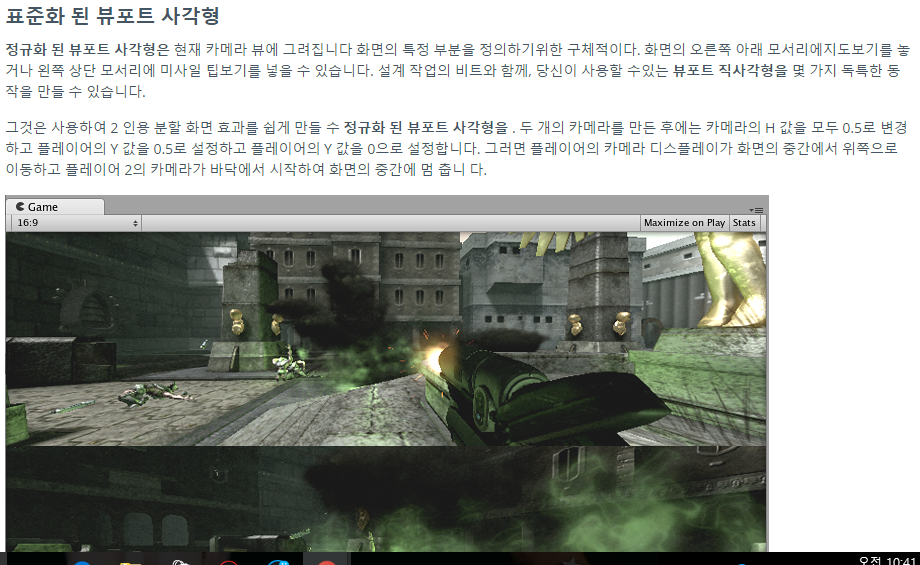 표준화 된 뷰포트 사각형
정규화 된 뷰포트 사각형은 현재 카메라 뷰에 그려집니다 화면의 특정 부분을 정의하기위한 구체적이다. 화면의 오른쪽 아래 모서리에지도보기를 놓
거나 왼쪽 상단 모서리에 미사일 팁보기를 넣을 수 있습니다. 설계 작업의 비트와 함께, 당신이 사용할 수있는 뷰포트 직사각형을 몇 가지 독특한 동
작을 만들 수 있습니다.
그것은 사용하여 2 인용 분할 화면 효과를 쉽게 만들 수 정규화 된 뷰포트 사각형을 . 두 개의 카메라를 만든 후에는 카메라의 H 값을 모두 0.5로 변경
하고 플레이어의 Y 값을 0.5로 설정하고 플레이어의 Y 값을 0으로 설정합니다. 그러면 플레이어의 카메라 디스플레이가 화면의 중간에서 위쪽으로
이동하고 플레이어 2의 카메라가 바닥에서 시작하여 화면의 중간에 멈 춥니 다.
Game
16:9
Maximize on Play Stats
오전 10:41